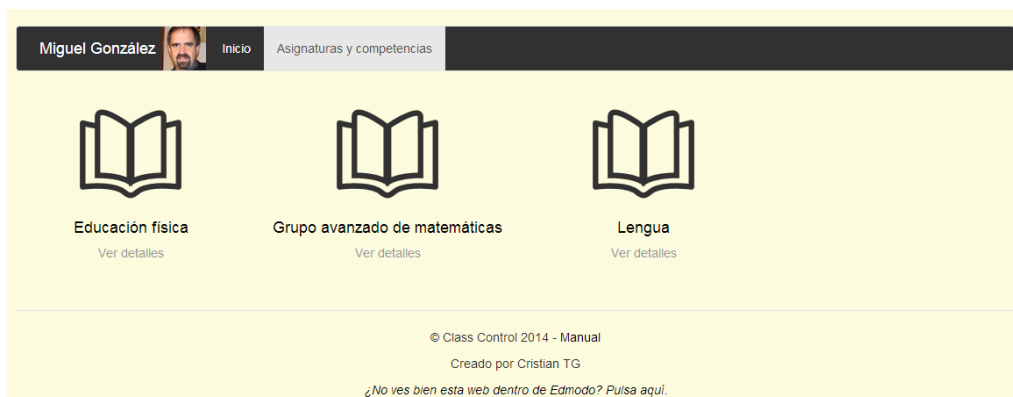 Miguel González Inicio Asignaturas y competencias
Educación física Grupo avanzado de matemáticas Lengua
Ver detalles Ver detalles Ver detalles
© Class Control 2014 - Manual
Creado por Cristian TG
¿No ves bien esta web dentro de Edmodo? Pulsa aquí.